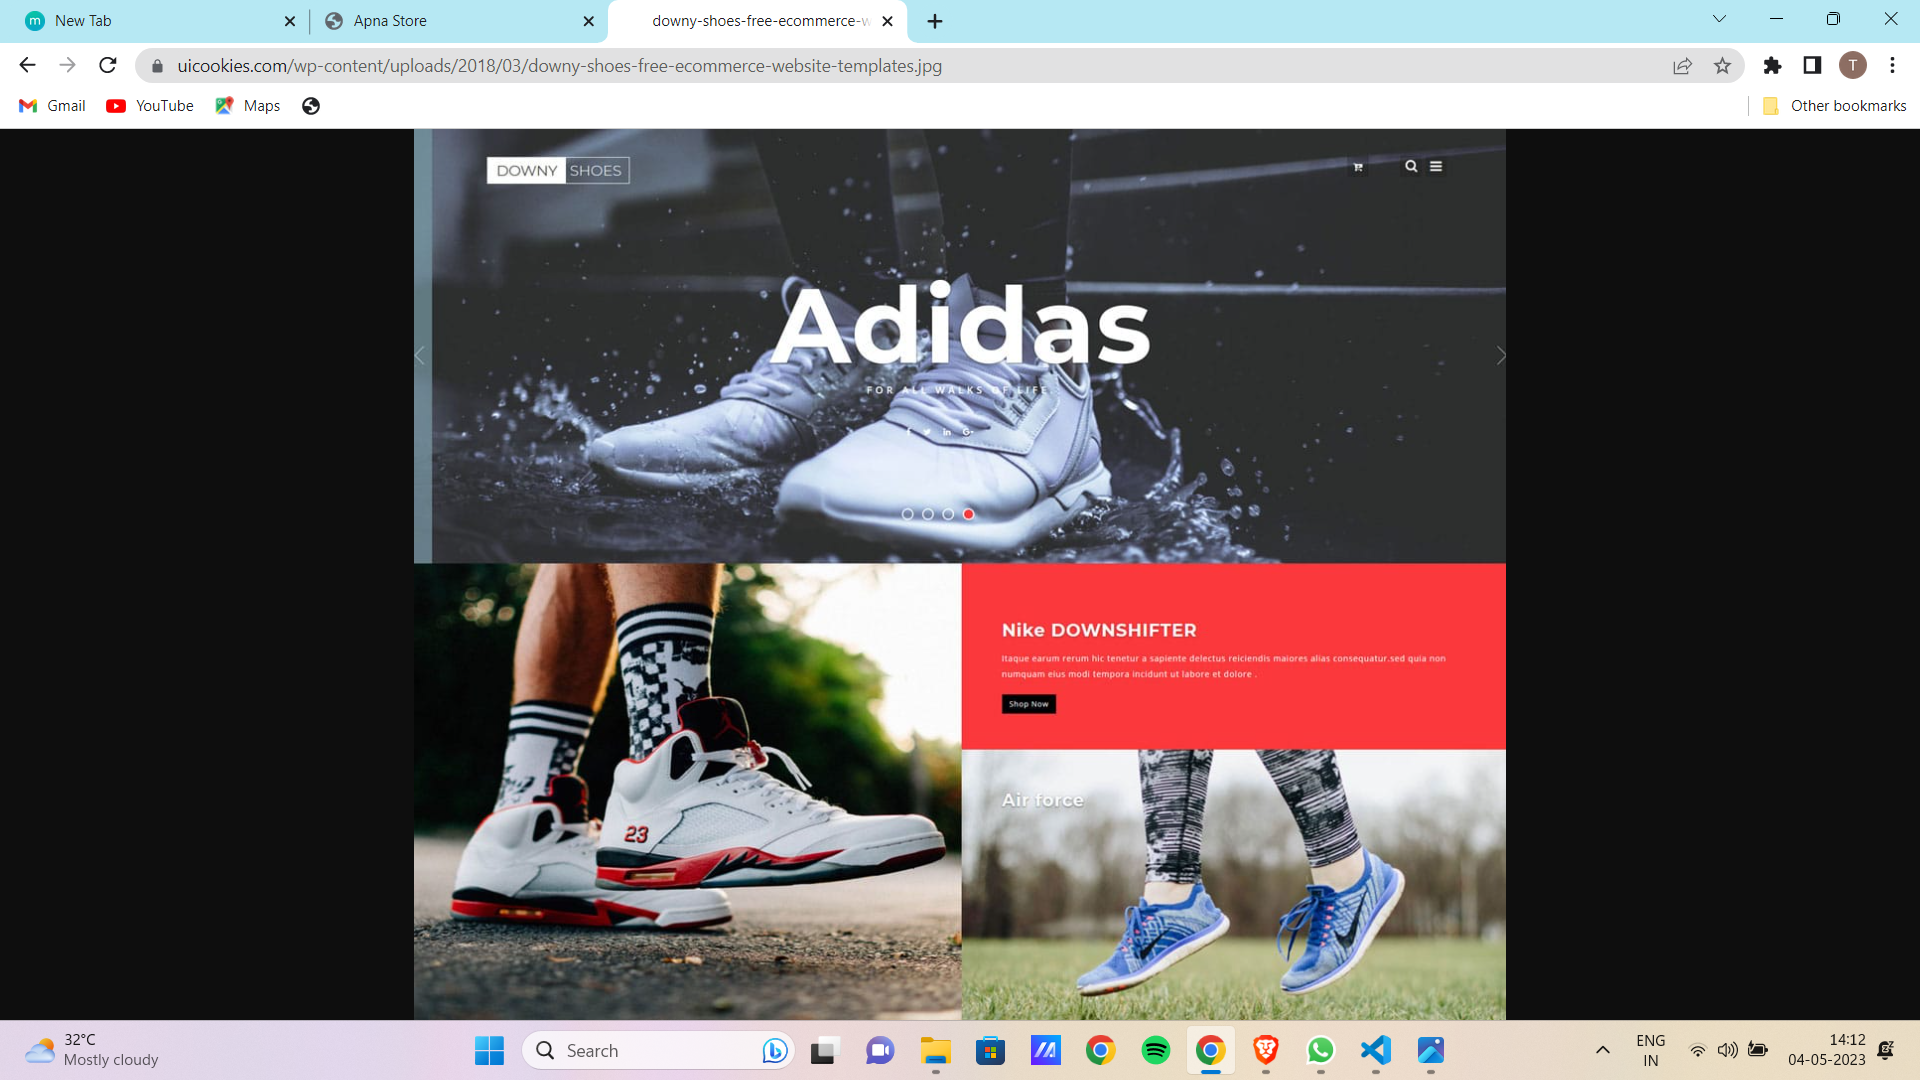 New Tab
Apna Store
downy-shoes-free-ecommerce-w
uicookies.com/wp-content/uploads/2018/03/downy-shoes-free-ecommerce-website-templates.jpg
T
Gmail
YouTube
Maps
Other bookmarks
DOWNY SHOES
Adidas
FOR ALL WALKS OF LIFE
Nike DOWNSHIFTER
Itaque earum rerum hic tenetur a sapiente delectus reiciendis maiores alias consequatur.sed quia non
numquam eius modi tempora incidunt ut labore et dolore .
Shop Now
23
Air force
32°C
Mostly cloudy
Search
ENG
IN
14:12
04-05-2023